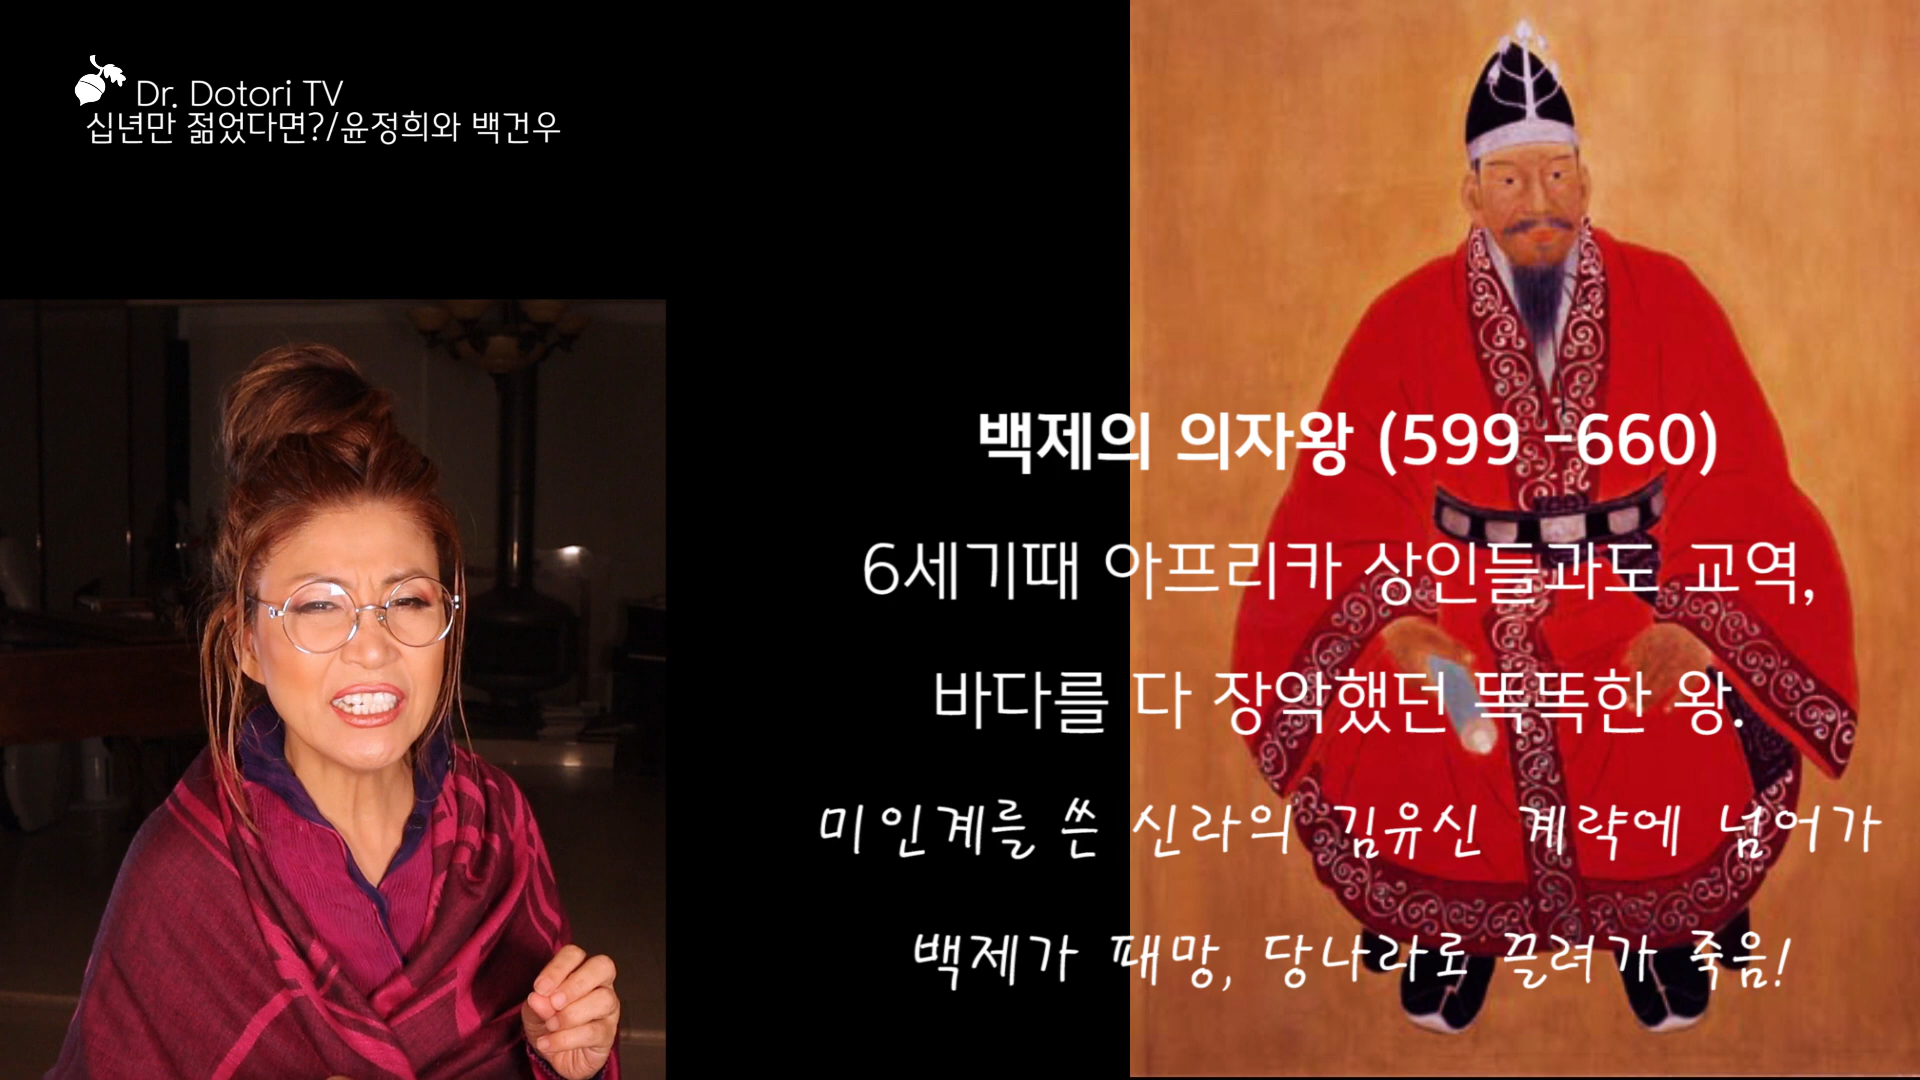 Dr. Dotori TV
십년만 젊었다면?/윤정희와 백건우
백제의 의자왕 (599 -660)
6세기때 아프리카 상인들과도 교역,
바다를 다 장악했던 똑똑한 왕.
미인계를 쓴 신라의 김유신 계략에 넘어가
백제가 패망, 당나라로 끌려가 죽음!